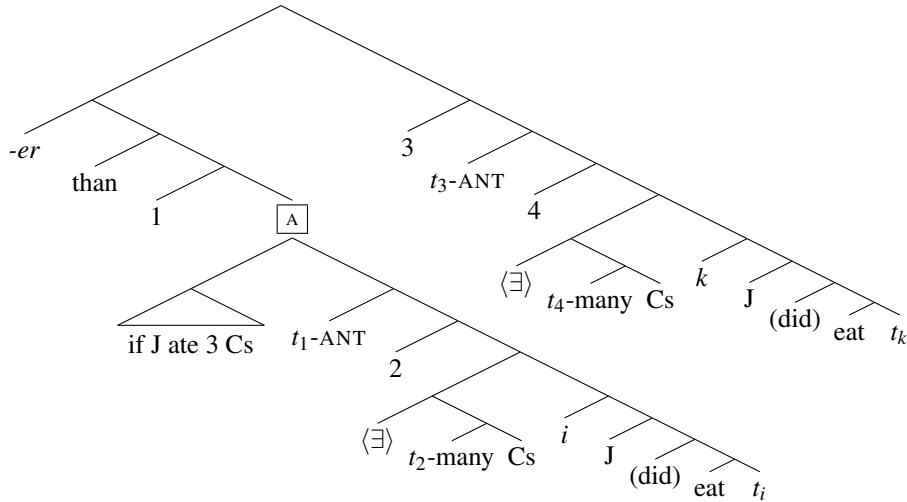 -er
than
1
A
if J ate 3 Cs
t₁-ANT
2
⟨∃⟩
t₂-many Cs
i
J
(did)
eat
tᵢ
3
t₃-ANT
4
⟨∃⟩
t₄-many Cs
k
J
(did)
eat
tₖ